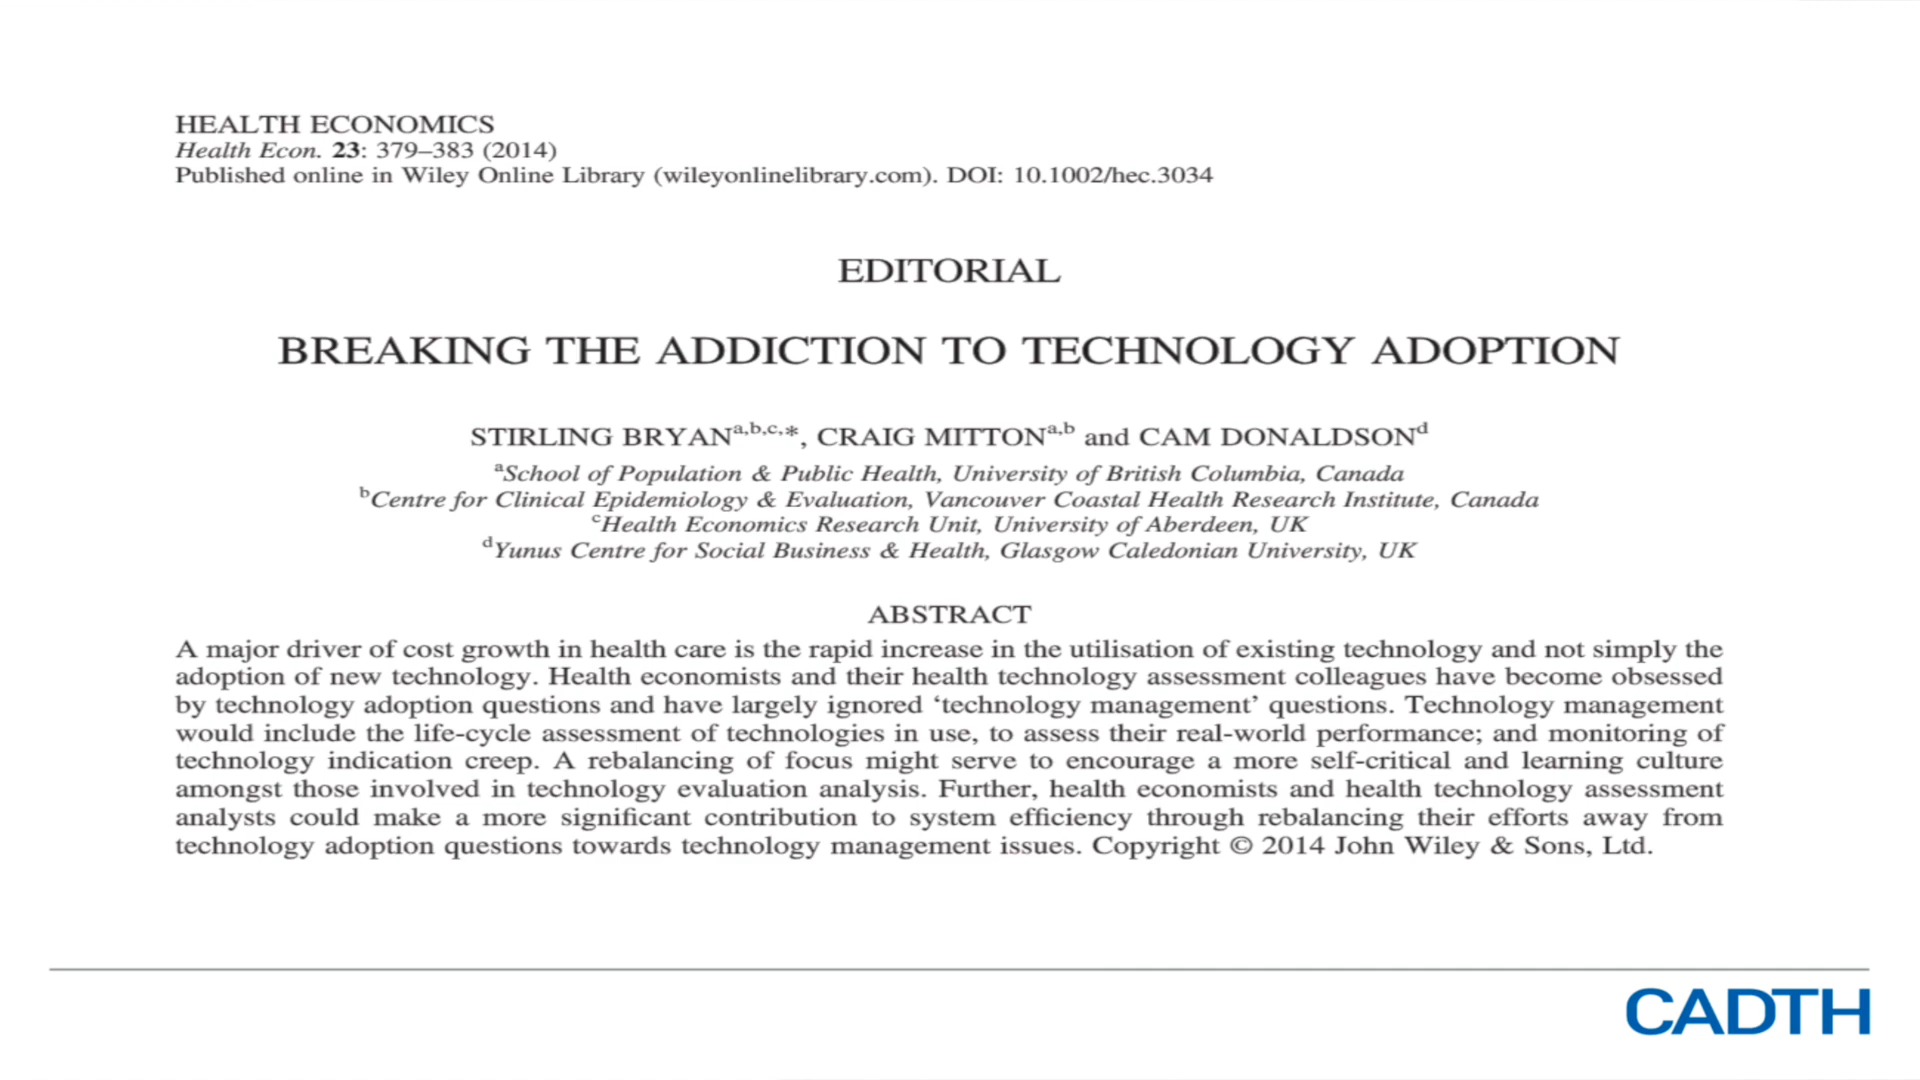 HEALTH ECONOMICS
Health Econ. 23: 379–383 (2014)
Published online in Wiley Online Library (wileyonlinelibrary.com). DOI: 10.1002/hec.3034
EDITORIAL
BREAKING THE ADDICTION TO TECHNOLOGY ADOPTION
STIRLING BRYANa,b,c,*, CRAIG MITTONa,b and CAM DONALDSONd
aSchool of Population & Public Health, University of British Columbia, Canada
bCentre for Clinical Epidemiology & Evaluation, Vancouver Coastal Health Research Institute, Canada
cHealth Economics Research Unit, University of Aberdeen, UK
dYunus Centre for Social Business & Health, Glasgow Caledonian University, UK
ABSTRACT
A major driver of cost growth in health care is the rapid increase in the utilisation of existing technology and not simply the
adoption of new technology. Health economists and their health technology assessment colleagues have become obsessed
by technology adoption questions and have largely ignored ‘technology management’ questions. Technology management
would include the life-cycle assessment of technologies in use, to assess their real-world performance; and monitoring of
technology indication creep. A rebalancing of focus might serve to encourage a more self-critical and learning culture
amongst those involved in technology evaluation analysis. Further, health economists and health technology assessment
analysts could make a more significant contribution to system efficiency through rebalancing their efforts away from
technology adoption questions towards technology management issues. Copyright © 2014 John Wiley & Sons, Ltd.
CADTH